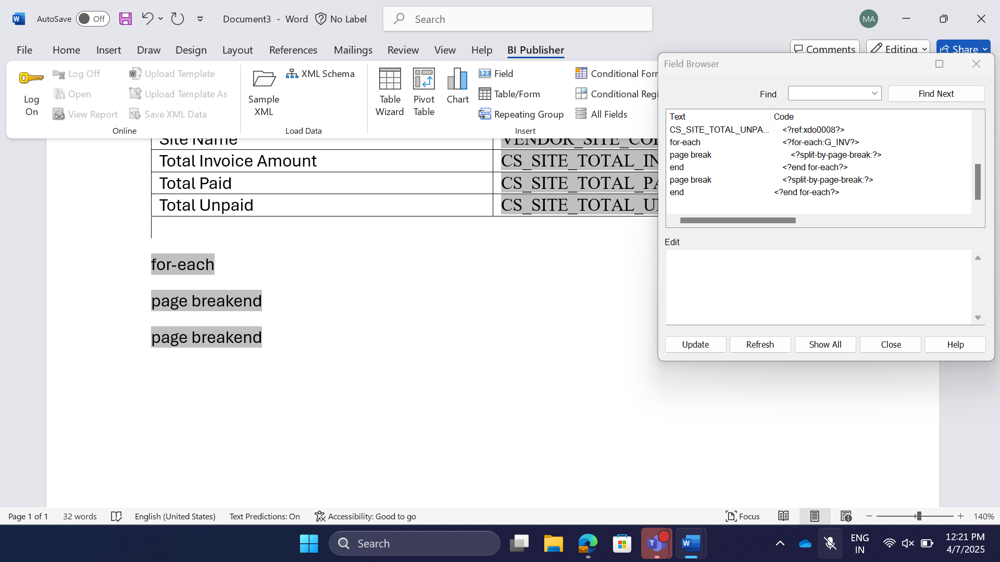 AutoSave Off Document3 - Word No Label Search MA
File Home Insert Draw Design Layout References Mailings Review View Help BI Publisher Comments Editing Share
Log On
Log Off
Open
View Report
Upload Template
Upload Template As
Save XML Data
Online
Sample XML
XML Schema
Load Data
Table Wizard
Pivot Table
Chart
Field
Table/Form
Repeating Group
Conditional Forn
Conditional Regi
All Fields
Insert
Site Name VENDOR_SITE_COI
Total Invoice Amount CS_SITE_TOTAL_IN
Total Paid CS_SITE_TOTAL_PA
Total Unpaid CS_SITE_TOTAL_U
for-each
page breakend
page breakend
Field Browser
Find Find Next
Text Code
CS_SITE_TOTAL_UNPA... <?ref:xdo0008?>
for-each <?for-each:G_INV?>
page break <?split-by-page-break:?>
end <?end for-each?>
page break <?split-by-page-break:?>
end <?end for-each?>
Edit
Update Refresh Show All Close Help
Page 1 of 1 32 words English (United States) Text Predictions: On Accessibility: Good to go Focus 140%
Search
ENG
IN
12:21 PM
4/7/2025